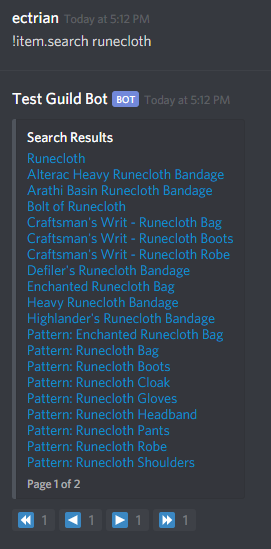 ectrian Today at 5:12 PM
!item.search runecloth
Test Guild Bot BOT Today at 5:12 PM
Search Results
Runecloth
Alterac Heavy Runecloth Bandage
Arathi Basin Runecloth Bandage
Bolt of Runecloth
Craftsman's Writ - Runecloth Bag
Craftsman's Writ - Runecloth Boots
Craftsman's Writ - Runecloth Robe
Defiler's Runecloth Bandage
Enchanted Runecloth Bag
Heavy Runecloth Bandage
Highlander's Runecloth Bandage
Pattern: Enchanted Runecloth Bag
Pattern: Runecloth Bag
Pattern: Runecloth Boots
Pattern: Runecloth Cloak
Pattern: Runecloth Gloves
Pattern: Runecloth Headband
Pattern: Runecloth Pants
Pattern: Runecloth Robe
Pattern: Runecloth Shoulders
Page 1 of 2
1 1 1 1